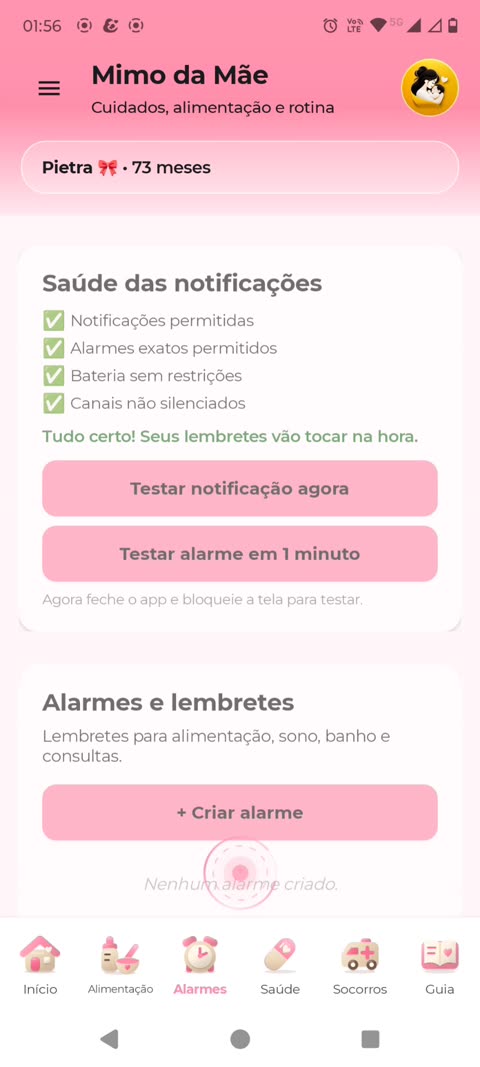 01:56
Vo LTE
5G
Mimo da Mãe
Cuidados, alimentação e rotina
Pietra 🎀 • 73 meses
Saúde das notificações
✅ Notificações permitidas
✅ Alarmes exatos permitidos
✅ Bateria sem restrições
✅ Canais não silenciados
Tudo certo! Seus lembretes vão tocar na hora.
Testar notificação agora
Testar alarme em 1 minuto
Agora feche o app e bloqueie a tela para testar.
Alarmes e lembretes
Lembretes para alimentação, sono, banho e
consultas.
+ Criar alarme
Nenhum alarme criado.
Início
Alimentação
Alarmes
Saúde
Socorros
Guia